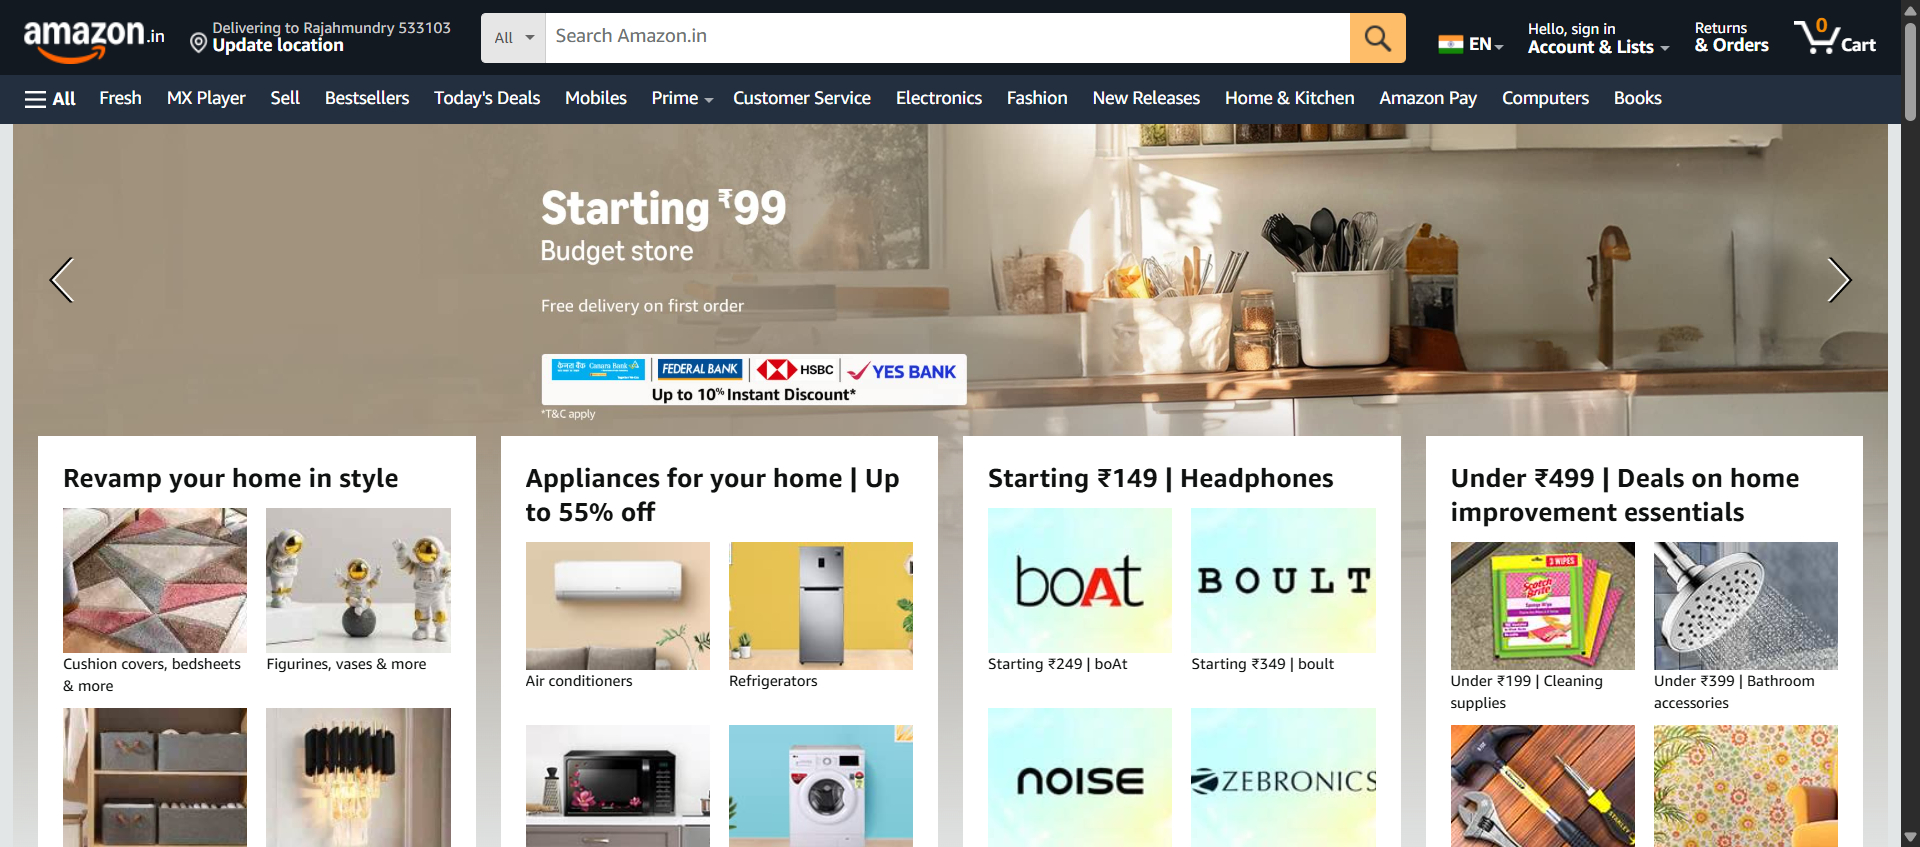 amazon.in
Delivering to Rajahmundry 533103
Update location
All
Search Amazon.in
EN
Hello, sign in
Account & Lists
Returns
& Orders
0
Cart
All
Fresh
MX Player
Sell
Bestsellers
Today's Deals
Mobiles
Prime
Customer Service
Electronics
Fashion
New Releases
Home & Kitchen
Amazon Pay
Computers
Books
Starting ₹99
Budget store
Free delivery on first order
केनरा बैंक Canara Bank
FEDERAL BANK
HSBC
YES BANK
Up to 10% Instant Discount*
*T&C apply
Revamp your home in style
Cushion covers, bedsheets
& more
Figurines, vases & more
Appliances for your home | Up
to 55% off
Air conditioners
Refrigerators
Starting ₹149 | Headphones
boAt
BOULT
Starting ₹249 | boAt
Starting ₹349 | boult
noise
ZEBRONICS
Under ₹499 | Deals on home
improvement essentials
3 WIPES
Scotch
Brite
Under ₹199 | Cleaning
supplies
Under ₹399 | Bathroom
accessories
STANLEY